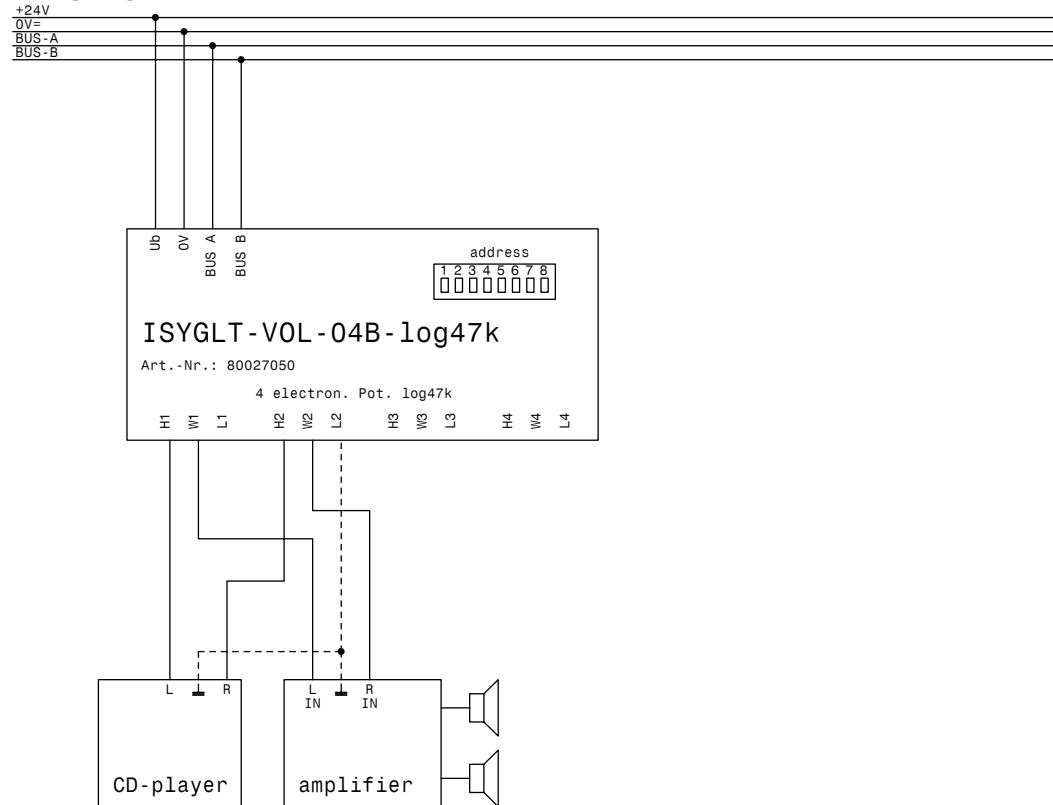 +24V
0V=
BUS-A
BUS-B
Ub 0V BUS A BUS B
address
1 2 3 4 5 6 7 8
ISYGLT-VOL-04B-log47k
Art.-Nr.: 80027050
4 electron. Pot. log47k
H1 W1 L1 H2 W2 L2 H3 W3 L3 H4 W4 L4
L R L IN R IN
CD-player amplifier